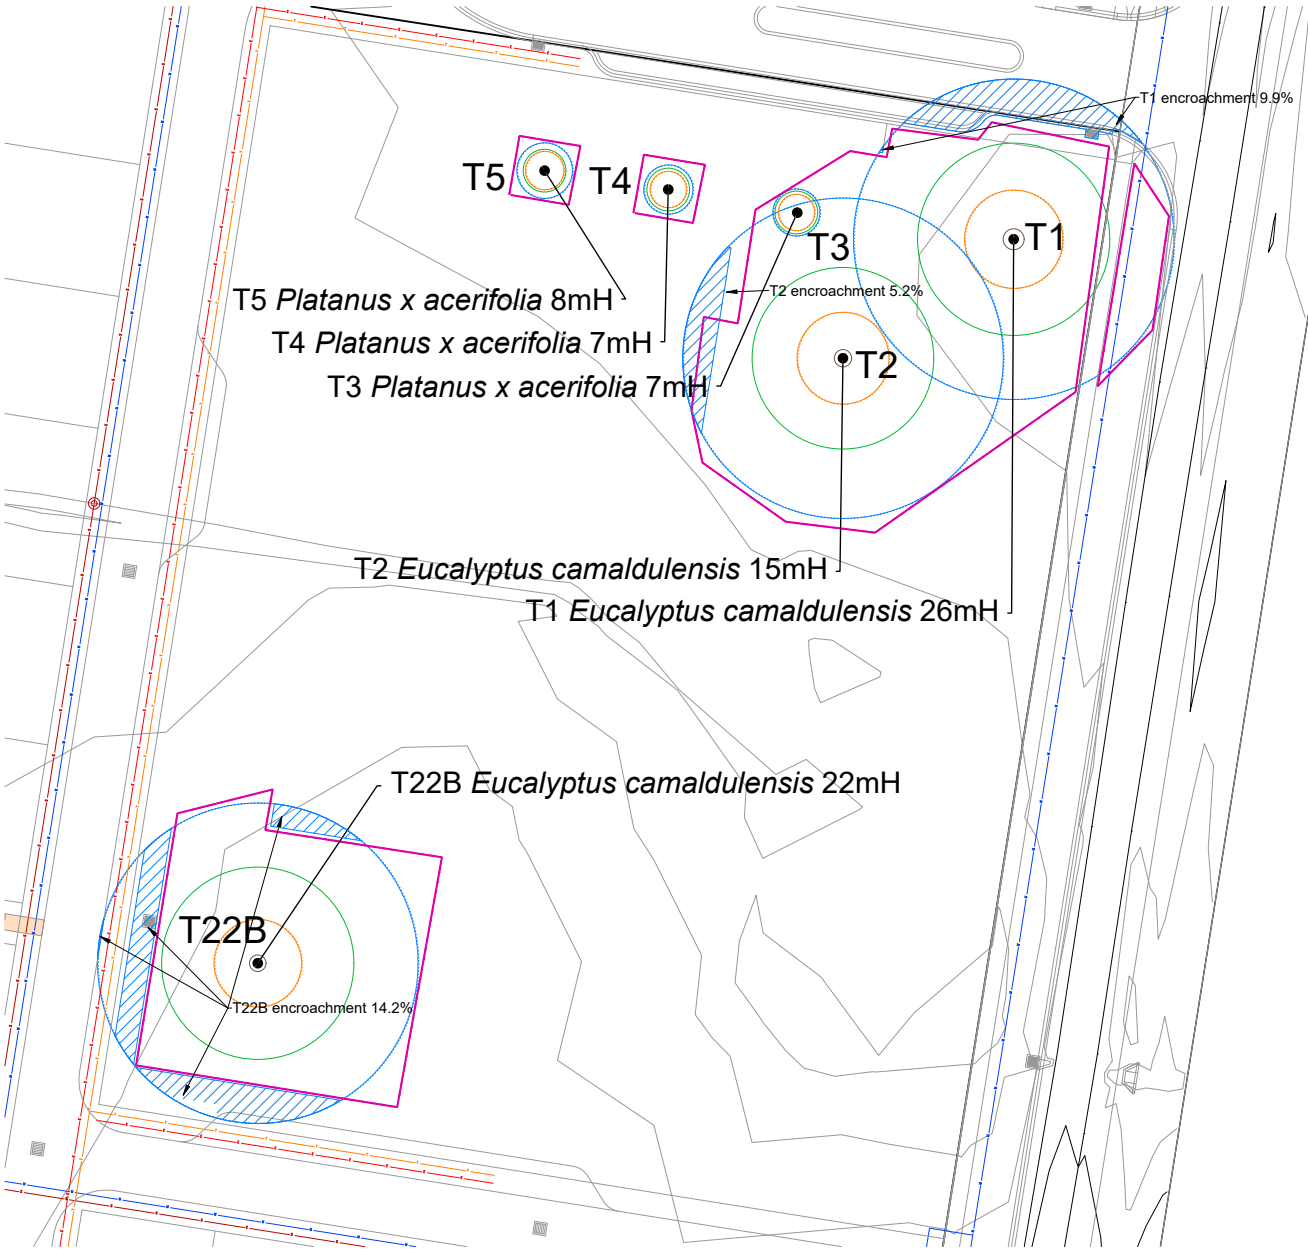 T1 encroachment 9.9%
T5
T4
T3
T1
T2 encroachment 5.2%
T5 Platanus x acerifolia 8mH
T4 Platanus x acerifolia 7mH
T3 Platanus x acerifolia 7mH
T2
T2 Eucalyptus camaldulensis 15mH
T1 Eucalyptus camaldulensis 26mH
T22B Eucalyptus camaldulensis 22mH
T22B
T22B encroachment 14.2%